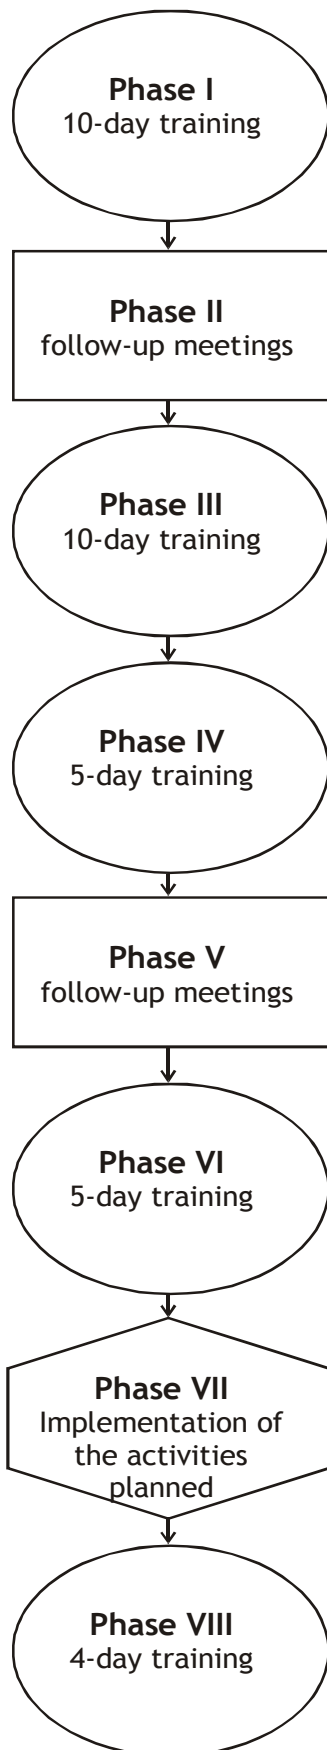 Phase I
10-day training
Phase II
follow-up meetings
Phase III
10-day training
Phase IV
5-day training
Phase V
follow-up meetings
Phase VI
5-day training
Phase VII
Implementation of
the activities
planned
Phase VIII
4-day training